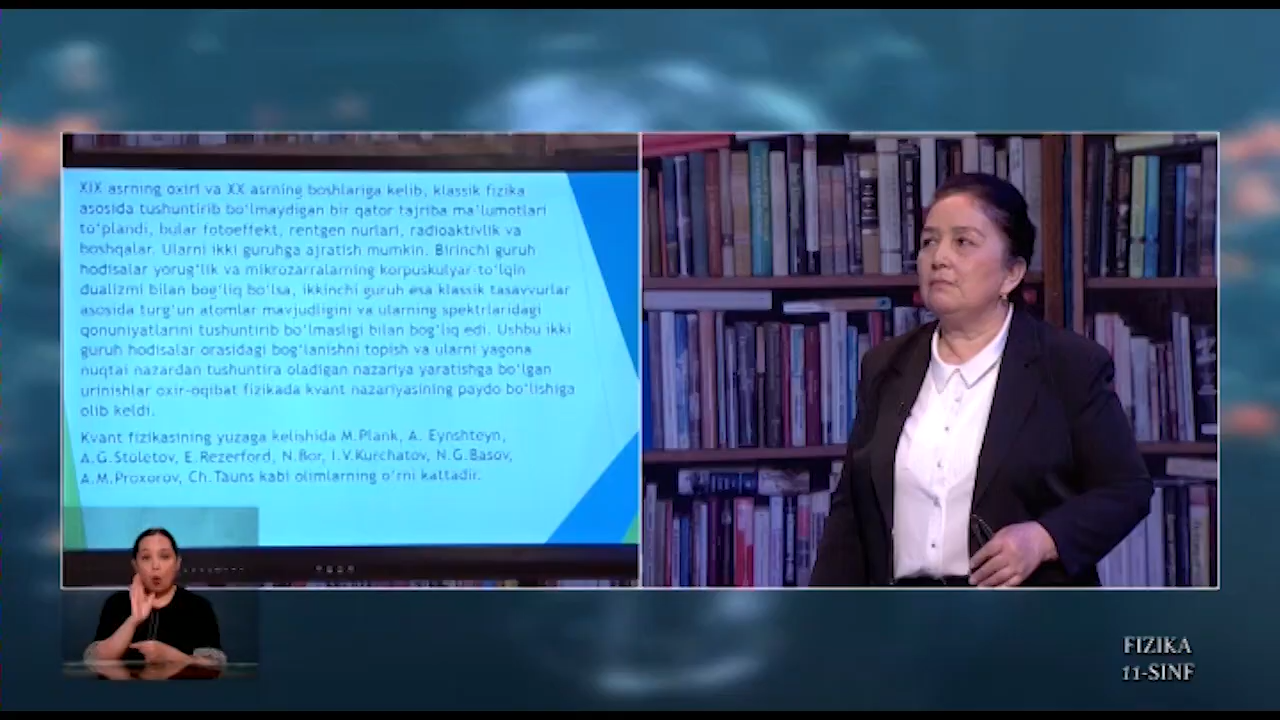 XIX asrning oxiri va XX asrning boshlariga kelib, klassik fizika
asosida tushuntirib bo‘lmaydigan bir qator tajriba ma’lumotlari
to‘plandi, bular fotoeffekt, rentgen nurlari, radioaktivlik va
boshqalar. Ularni ikki guruhga ajratish mumkin. Birinchi guruh
hodisalar yorug‘lik va mikrozarralarning korpuskulyar-to‘lqin
dualizmi bilan bog‘liq bo‘lsa, ikkinchi guruh esa klassik tasavvurlar
asosida turg‘un atomlar mavjudligini va ularning spektrlaridagi
qonuniyatlarini tushuntirib bo‘lmasligi bilan bog‘liq edi. Ushbu ikki
guruh hodisalar orasidagi bog‘lanishni topish va ularni yagona
nuqtai nazardan tushuntira oladigan nazariya yaratishga bo‘lgan
urinishlar oxir-oqibat fizikada kvant nazariyasining paydo bo‘lishiga
olib keldi.
Kvant fizikasining yuzaga kelishida M.Plank, A. Eynshteyn,
A.G.Stoletov, E.Rezerford, N.Bor, I.V.Kurchatov, N.G.Basov,
A.M.Proxorov, Ch.Tauns kabi olimlarning o‘rni kattadir.
FIZIKA
11-SINF